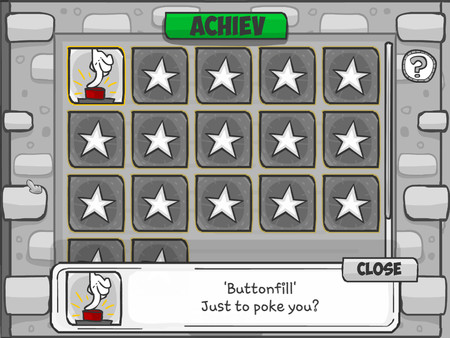 ACHIEV
?
CLOSE
'Buttonfill'
Just to poke you?